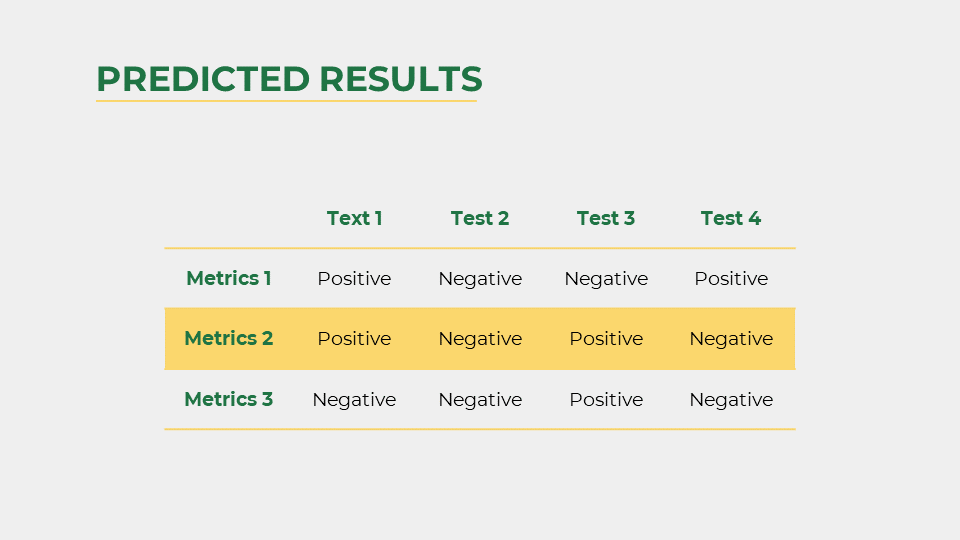 PREDICTED RESULTS
Text 1 Test 2 Test 3 Test 4
Metrics 1 Positive Negative Negative Positive
Metrics 2 Positive Negative Positive Negative
Metrics 3 Negative Negative Positive Negative